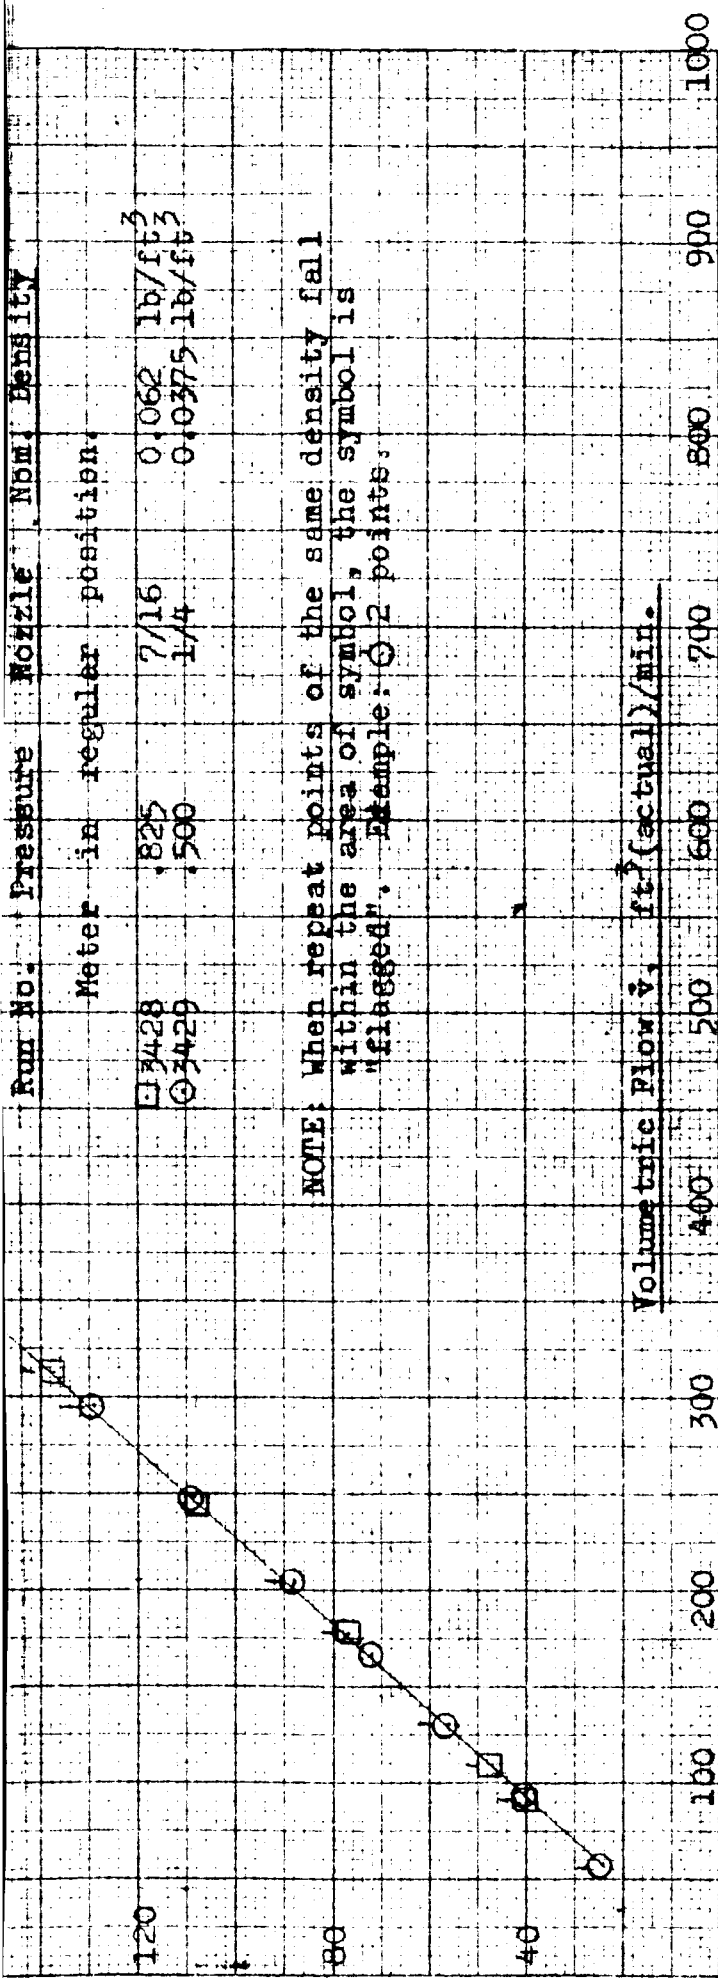 Run No. Pressure Nozzle Nom. Density
Meter in regular position.
3428 .825 7/16 0.062 lb/ft3
3429 .500 1/4 0.0375 lb/ft3
NOTE: When repeat points of the same density fall
within the area of symbol, the symbol is
"flagged". Example: 2 points.
120
80
40
Volumetric Flow v̇, ft3(actual)/min.
100 200 300 400 500 600 700 800 900 1000